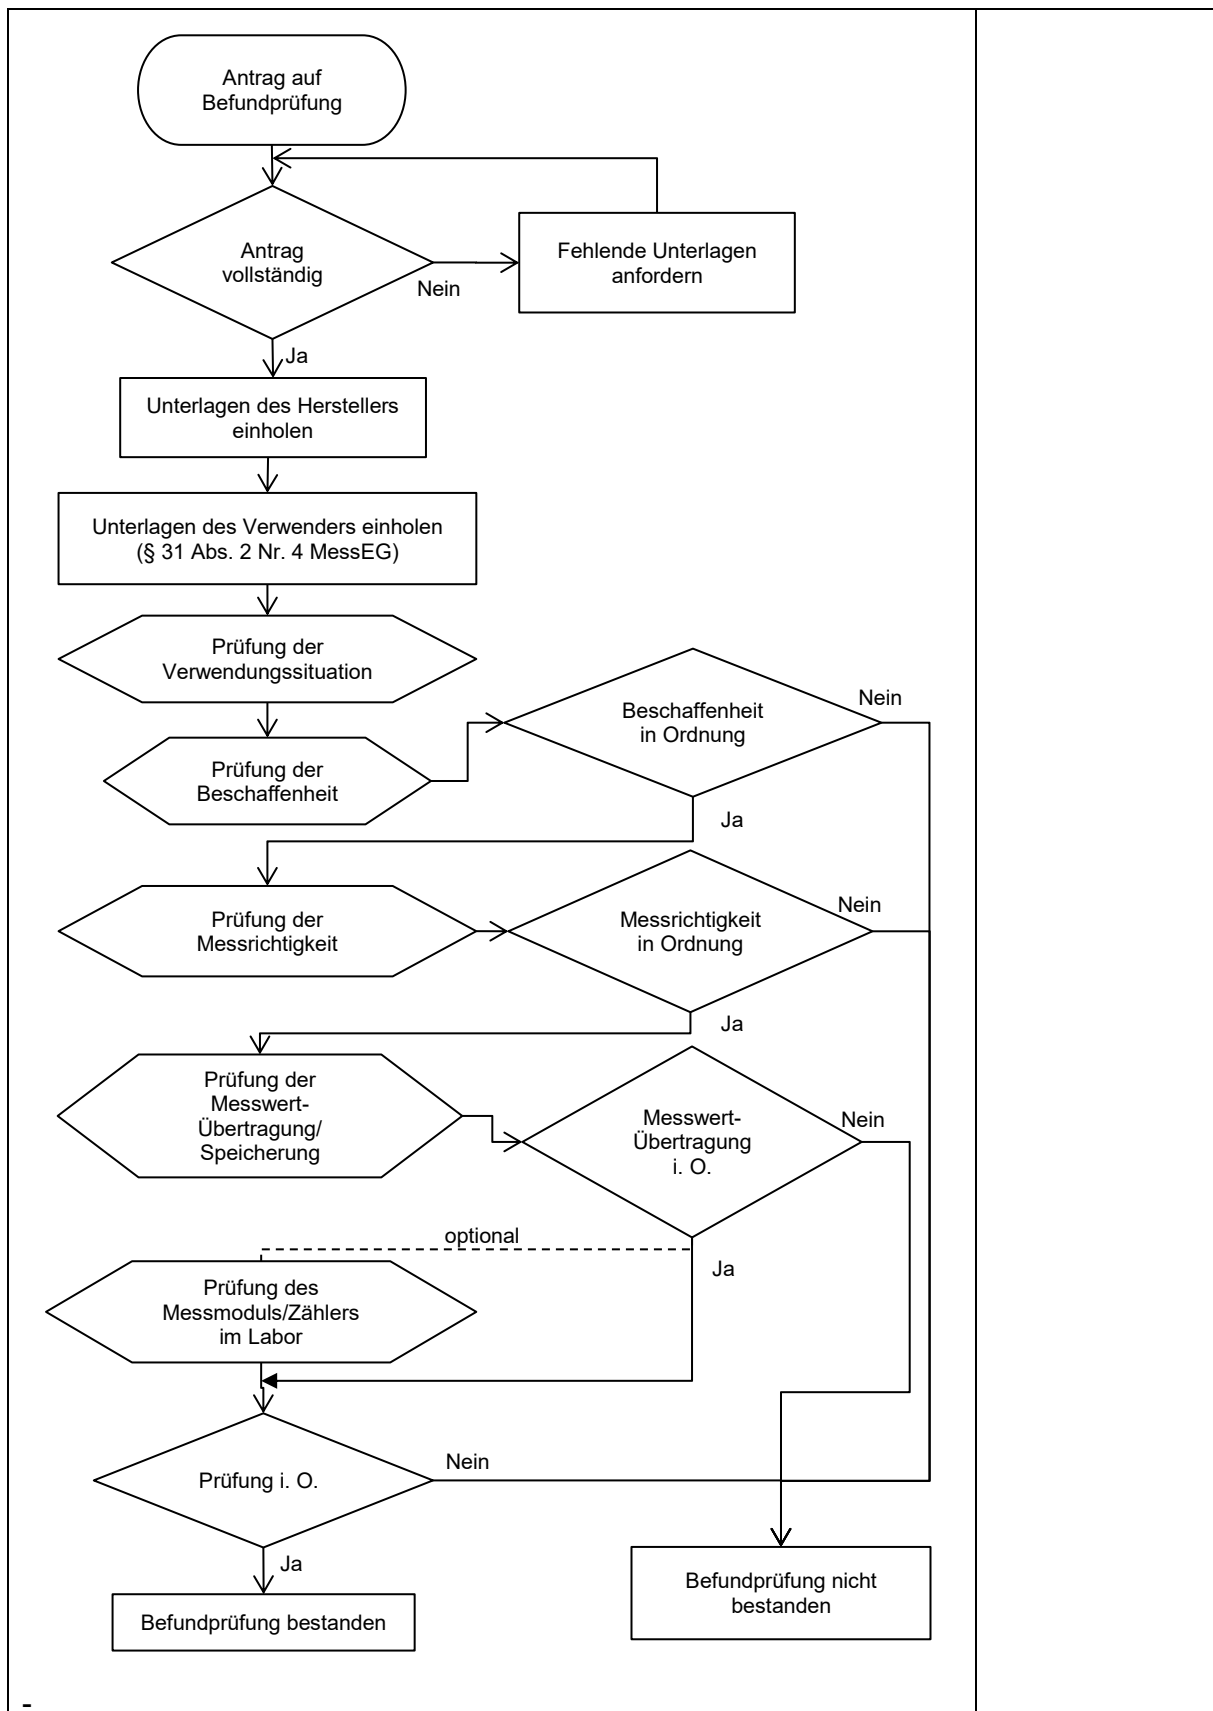 Antrag auf
Befundprüfung
Antrag
vollständig
Nein
Fehlende Unterlagen
anfordern
Ja
Unterlagen des Herstellers
einholen
Unterlagen des Verwenders einholen
(§ 31 Abs. 2 Nr. 4 MessEG)
Prüfung der
Verwendungssituation
Prüfung der
Beschaffenheit
Beschaffenheit
in Ordnung
Nein
Ja
Prüfung der
Messrichtigkeit
Messrichtigkeit
in Ordnung
Nein
Ja
Prüfung der
Messwert-
Übertragung/
Speicherung
Messwert-
Übertragung
i. O.
Nein
optional
Ja
Prüfung des
Messmoduls/Zählers
im Labor
Prüfung i. O.
Nein
Ja
Befundprüfung bestanden
Befundprüfung nicht
bestanden
-